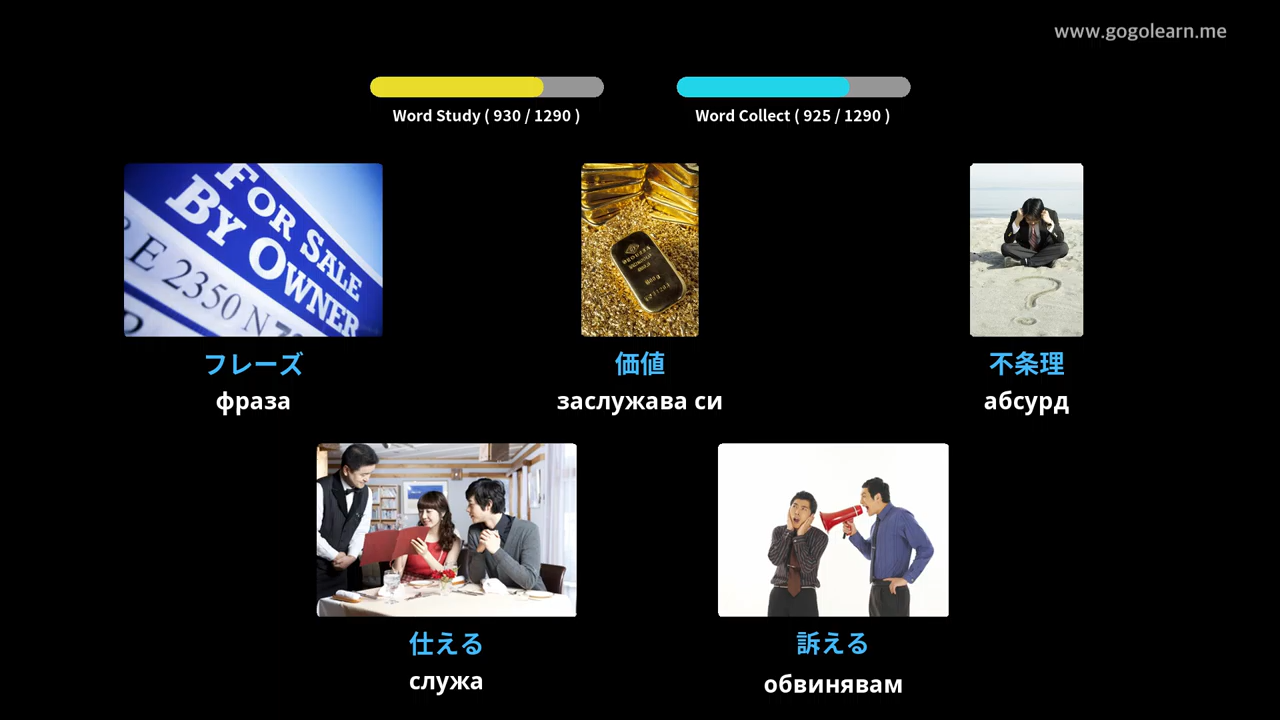 www.gogolearn.me
Word Study ( 930 / 1290 )
Word Collect ( 925 / 1290 )
FOR SALE
BY OWNER
E 2350 N
フレーズ
価値
不条理
фраза
заслужава си
абсурд
仕える
訴える
служа
обвинявам